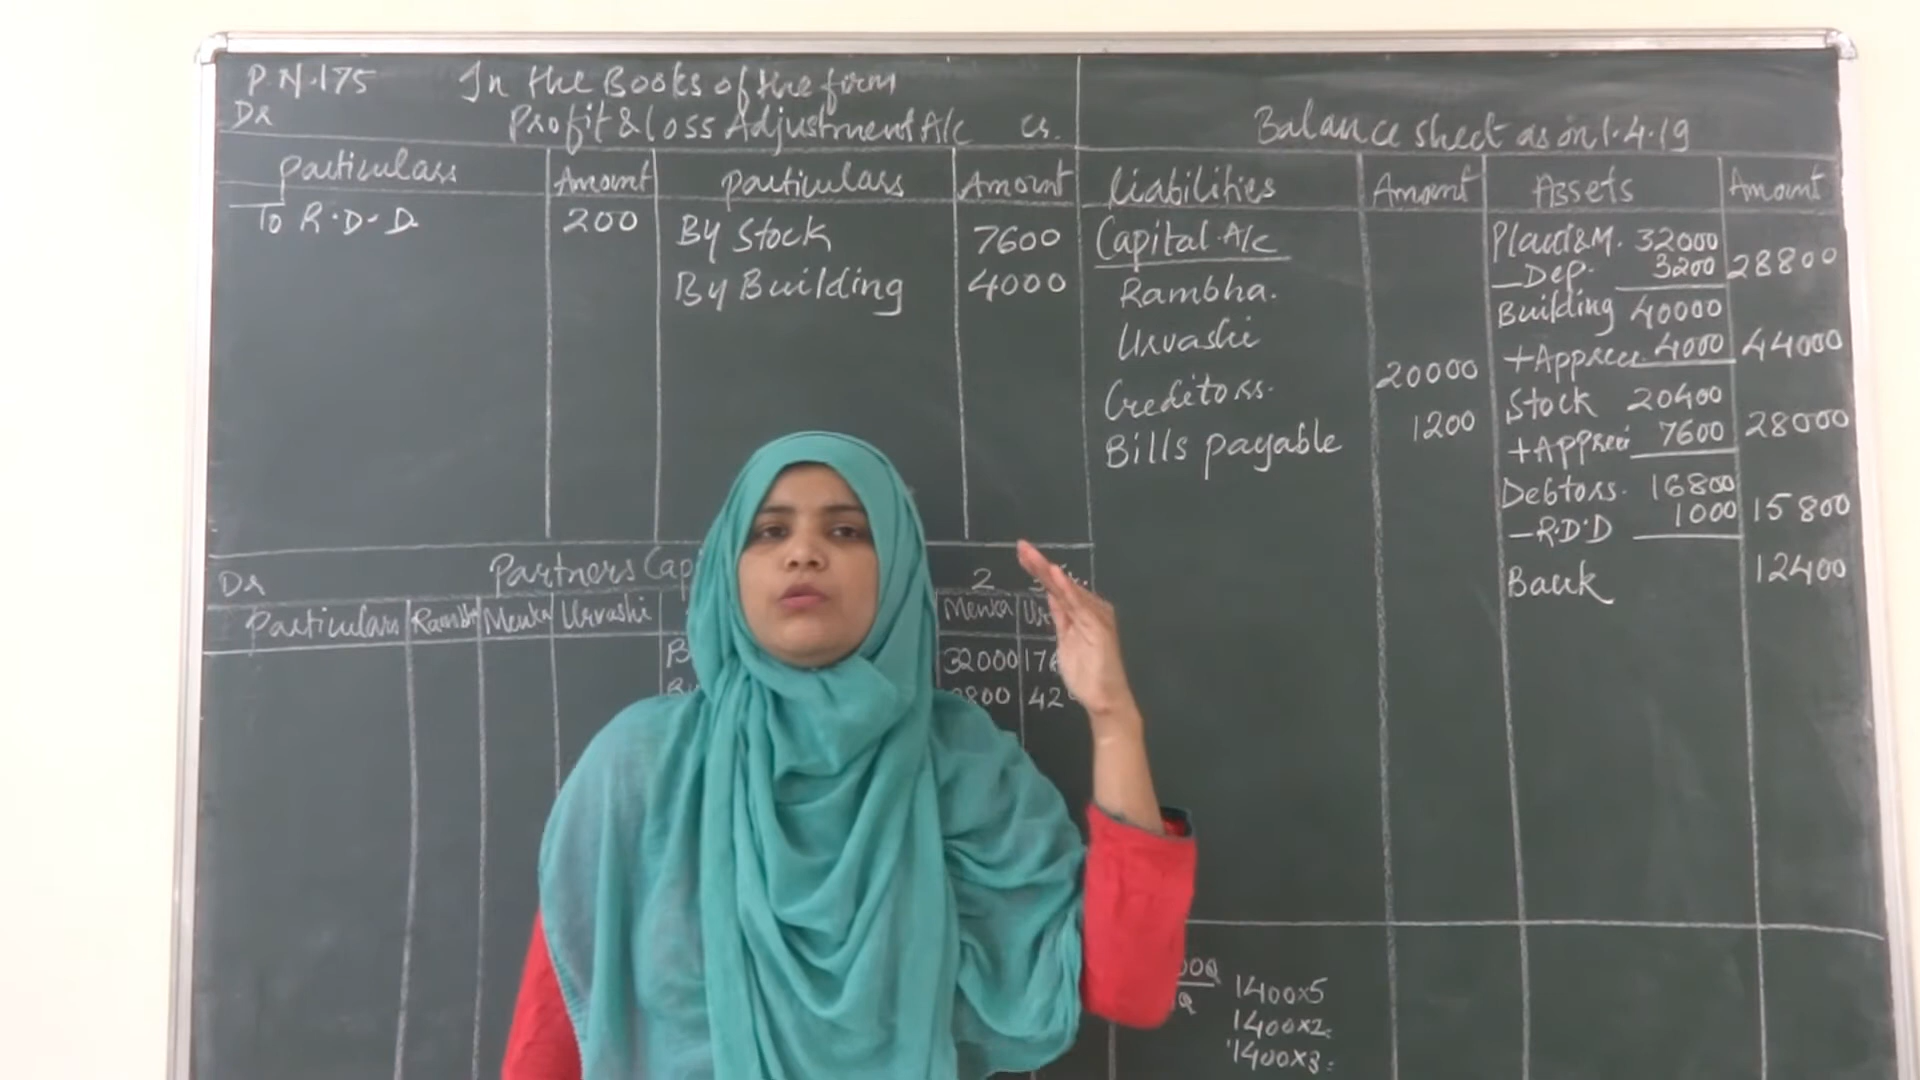 P.N.175 In the Books of the firm
Dr Profit & loss Adjustment A/c Cr.
Particulars Amount Particulars Amount
To R.D.D 200 By Stock 7600
By Building 4000
Dr Partners Cap
2
Particulars Rambha Menka Urvashi Menka
32000
Balance sheet as on 1.4.19
Liabilities Amount Assets Amount
Capital A/c Plant&M. 32000
- Dep. 3200 28800
Rambha. Building 40000
Urvashi + Apprec. 4000 44000
Creditors. 20000 Stock 20400
Bills payable 1200 + Appreci 7600 28000
Debtors. 16800
- R.D.D 1000 15800
Bank 12400
1400x5
1400x2
1400x3